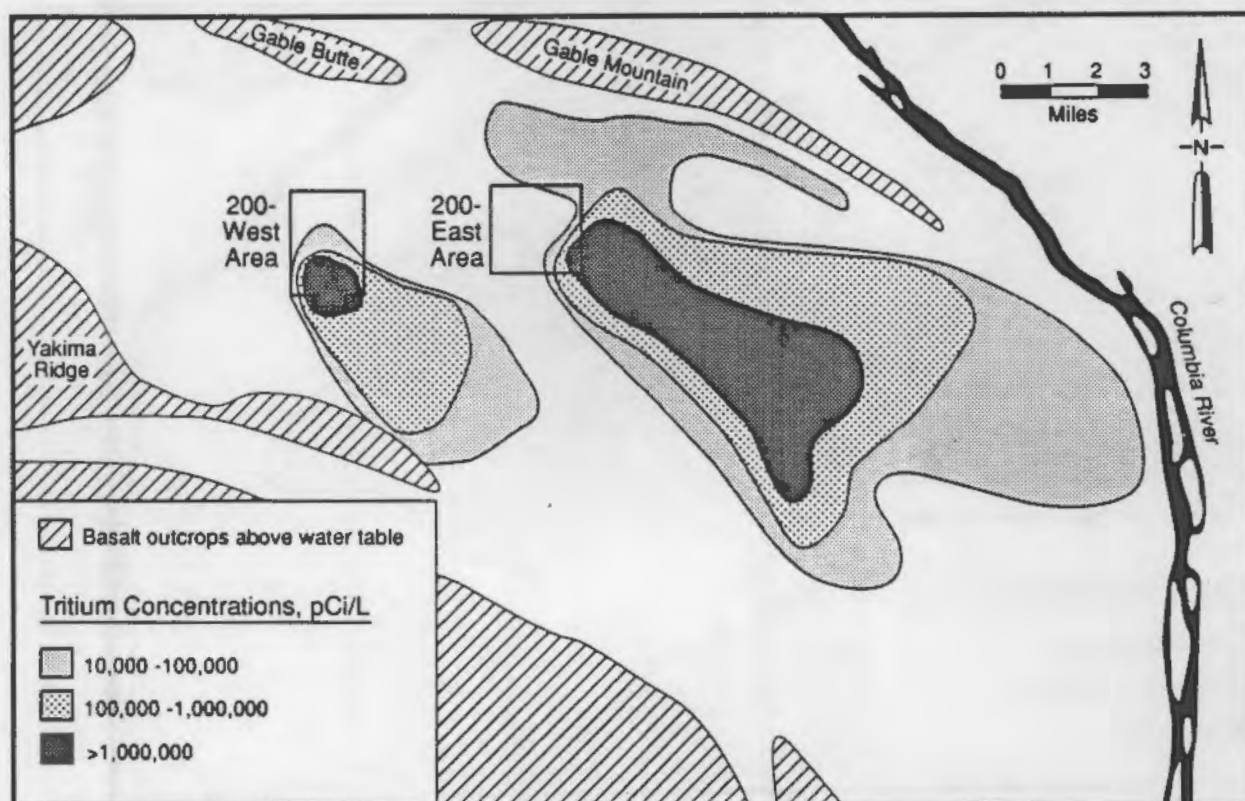 Gable Butte
Gable Mountain
0 1 2 3
Miles
N
200-
West
Area
200-
East
Area
Yakima
Ridge
Columbia River
Basalt outcrops above water table
Tritium Concentrations, pCi/L
10,000 -100,000
100,000 -1,000,000
>1,000,000